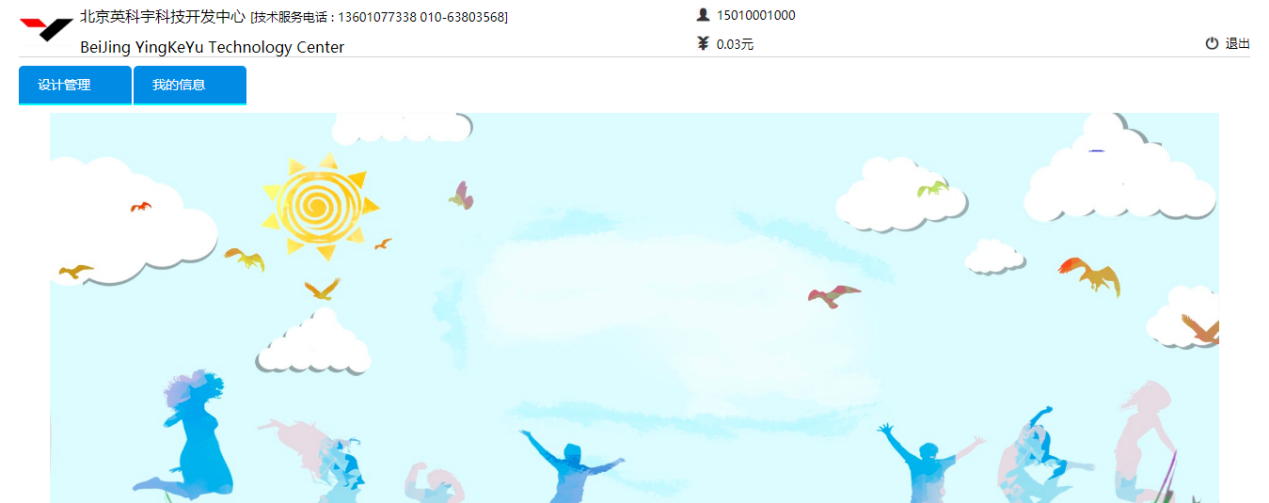 北京英科宇科技开发中心 [技术服务电话 : 13601077338 010-63803568]
BeiJing YingKeYu Technology Center
15010001000
0.03元
退出
设计管理
我的信息